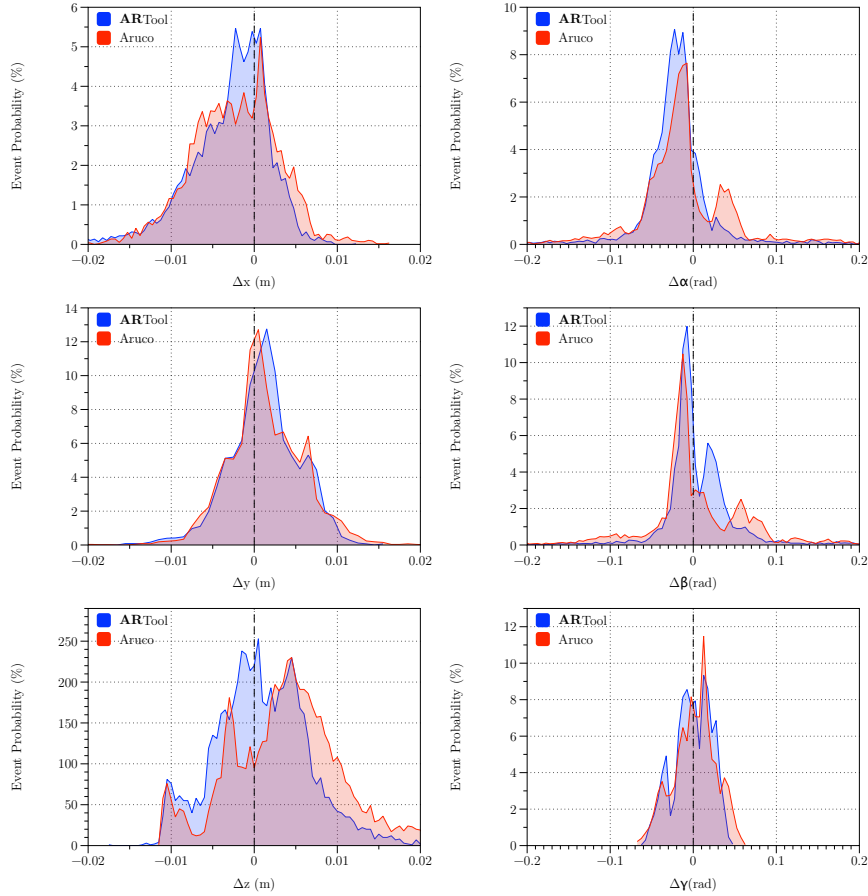 6
5
4
3
2
1
0
−0.02
−0.01
0
0.01
0.02
Event Probability (%)
Δx (m)
ARTool
Aruco
10
8
6
4
2
0
−0.2
−0.1
0
0.1
0.2
Event Probability (%)
Δα(rad)
ARTool
Aruco
14
12
10
8
6
4
2
0
−0.02
−0.01
0
0.01
0.02
Event Probability (%)
Δy (m)
ARTool
Aruco
12
10
8
6
4
2
0
−0.2
−0.1
0
0.1
0.2
Event Probability (%)
Δβ(rad)
ARTool
Aruco
250
200
150
100
50
0
−0.02
−0.01
0
0.01
0.02
Event Probability (%)
Δz (m)
ARTool
Aruco
12
10
8
6
4
2
0
−0.2
−0.1
0
0.1
0.2
Event Probability (%)
Δγ(rad)
ARTool
Aruco